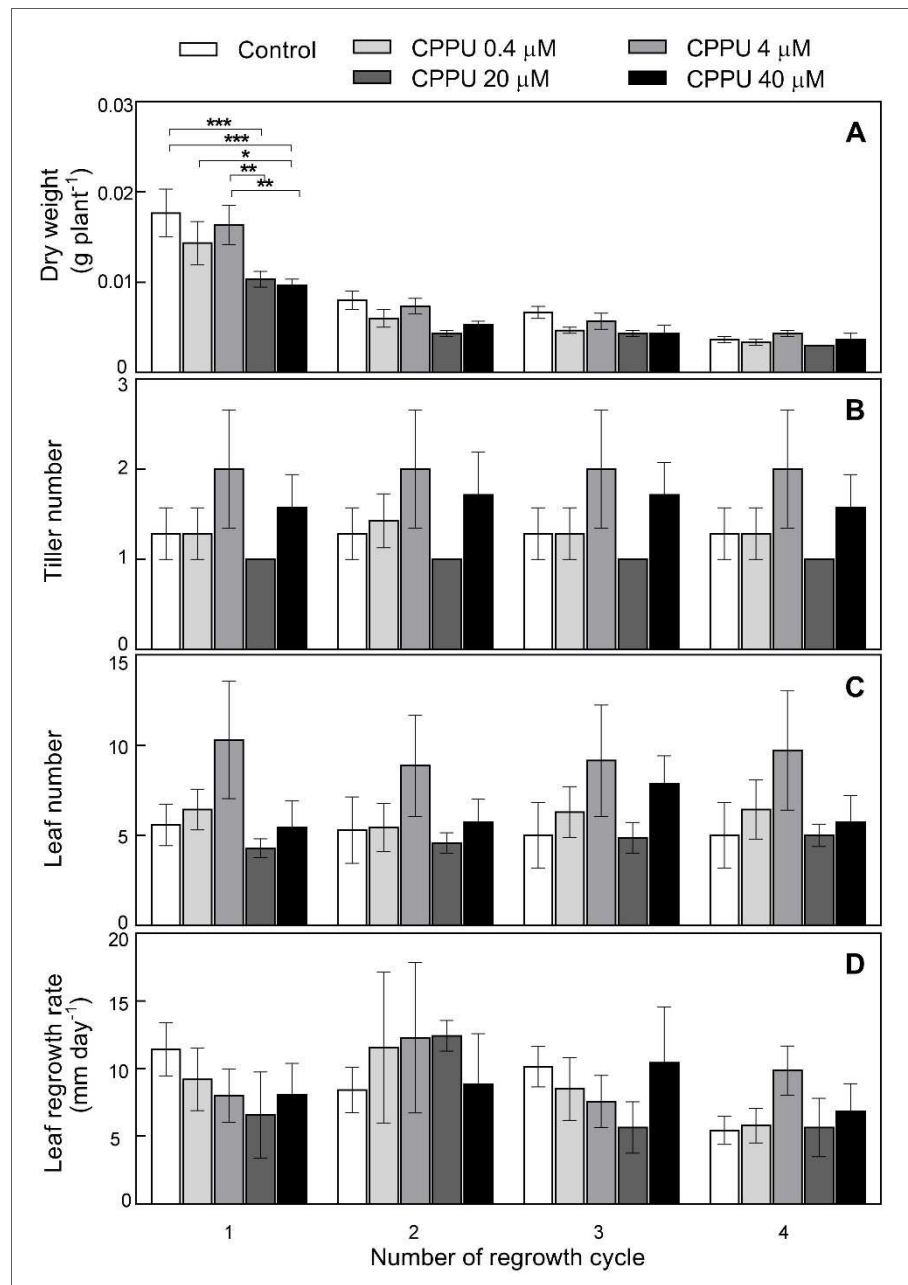 Control CPPU 0.4 μM CPPU 4 μM
CPPU 20 μM CPPU 40 μM
A
Dry weight
(g plant-1)
0.03
0.02
0.01
0
***
***
*
**
**
B
Tiller number
3
2
1
0
C
Leaf number
15
10
5
0
D
Leaf regrowth rate
(mm day-1)
20
15
10
5
0
1 2 3 4
Number of regrowth cycle